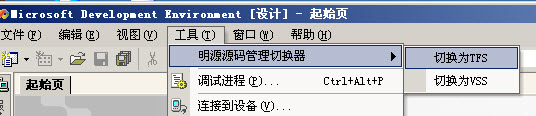 Microsoft Development Environment [设计] - 起始页
文件(F) 编辑(E) 视图(V) 工具(T) 窗口(W) 帮助(H)
明源源码管理切换器 切换为TFS
起始页 调试进程(P)... Ctrl+Alt+P 切换为VSS
连接到设备(V)...